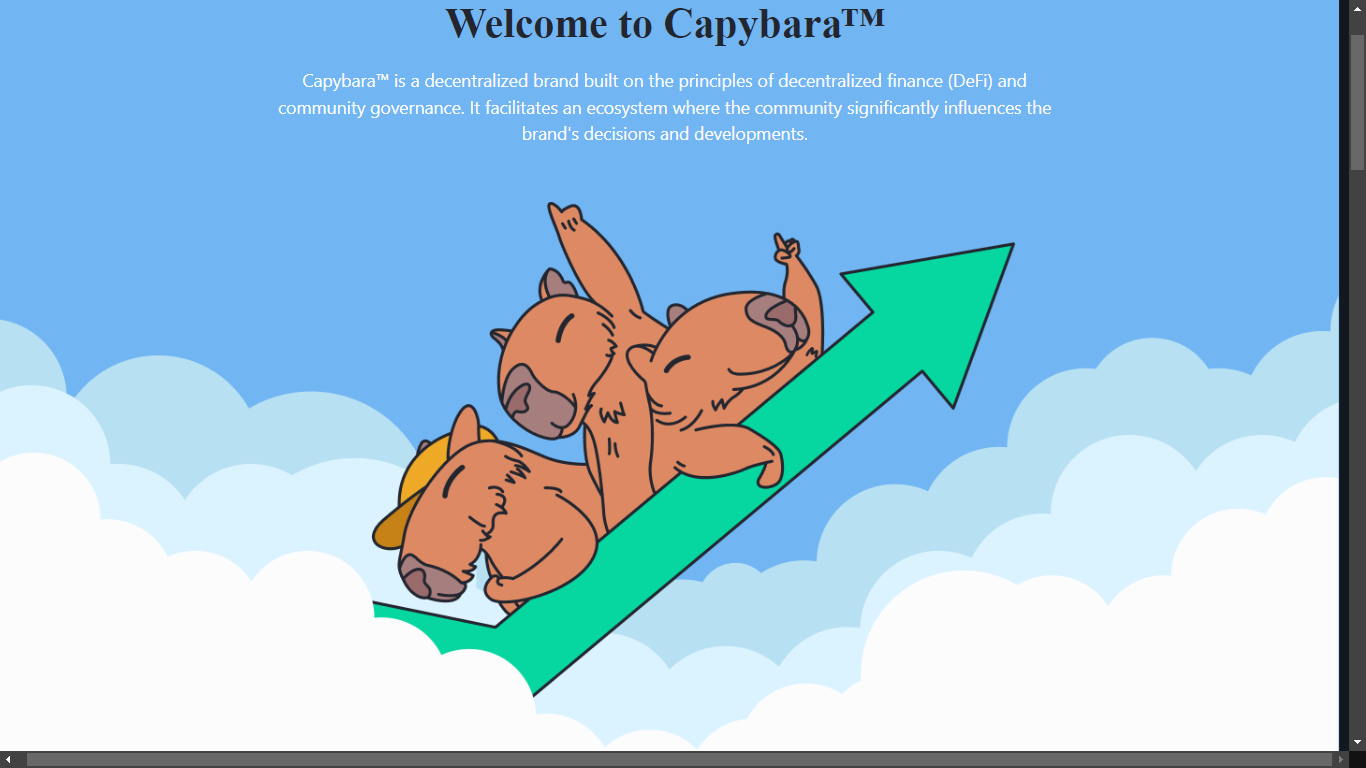 Welcome to Capybara™
Capybara™ is a decentralized brand built on the principles of decentralized finance (DeFi) and
community governance. It facilitates an ecosystem where the community significantly influences the
brand's decisions and developments.